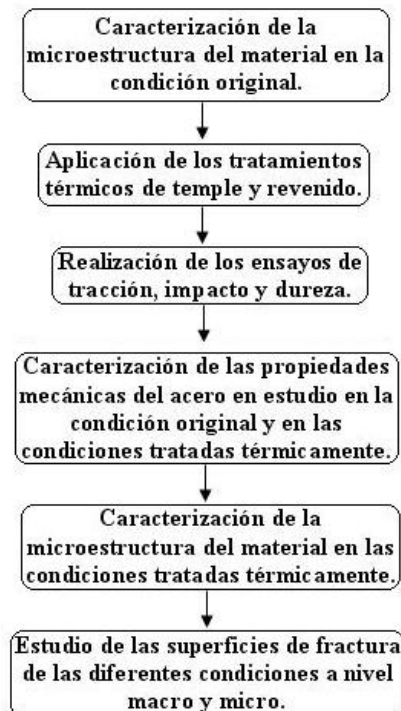 Caracterización de la
microestructura del material en la
condición original.
Aplicación de los tratamientos
térmicos de temple y revenido.
Realización de los ensayos de
tracción, impacto y dureza.
Caracterización de las propiedades
mecánicas del acero en estudio en la
condición original y en las
condiciones tratadas térmicamente.
Caracterización de la
microestructura del material en las
condiciones tratadas térmicamente.
Estudio de las superficies de fractura
de las diferentes condiciones a nivel
macro y micro.